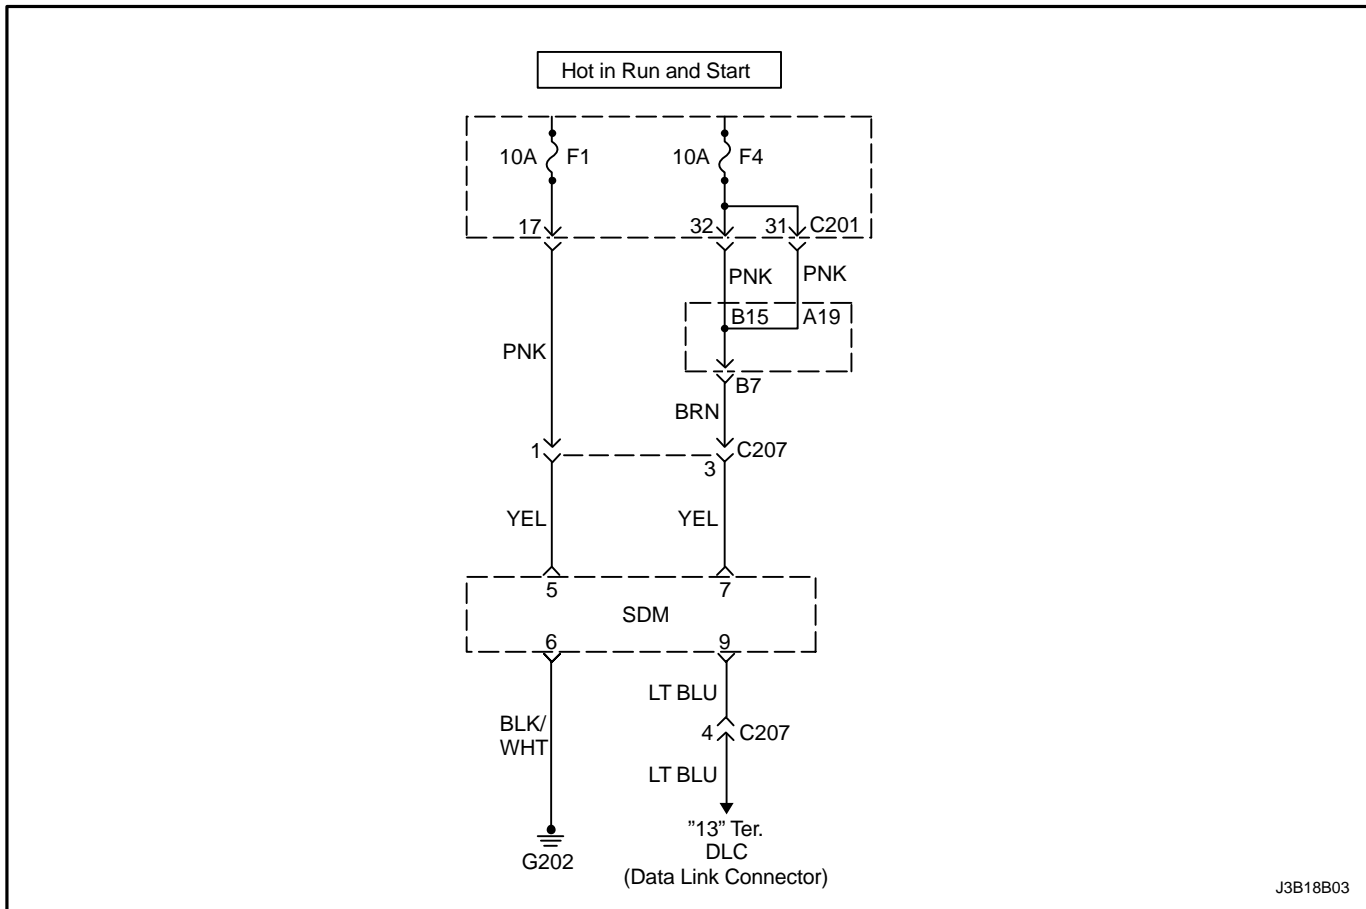 Hot in Run and Start
10A F1 10A F4
17 32 31 C201
PNK PNK
B15 A19
PNK
B7
BRN
1 3 C207
YEL YEL
5 7
SDM
6 9
LT BLU
BLK/
WHT
4 C207
LT BLU
G202
”13” Ter.
DLC
(Data Link Connector)
J3B18B03